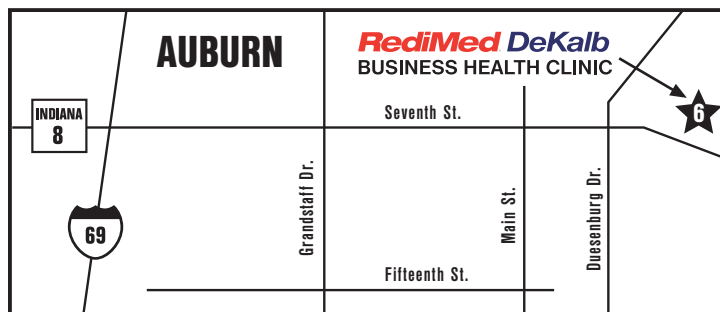 AUBURN
RediMed DeKalb
BUSINESS HEALTH CLINIC
6
INDIANA
8
Seventh St.
69
Grandstaff Dr.
Main St.
Duesenburg Dr.
Fifteenth St.